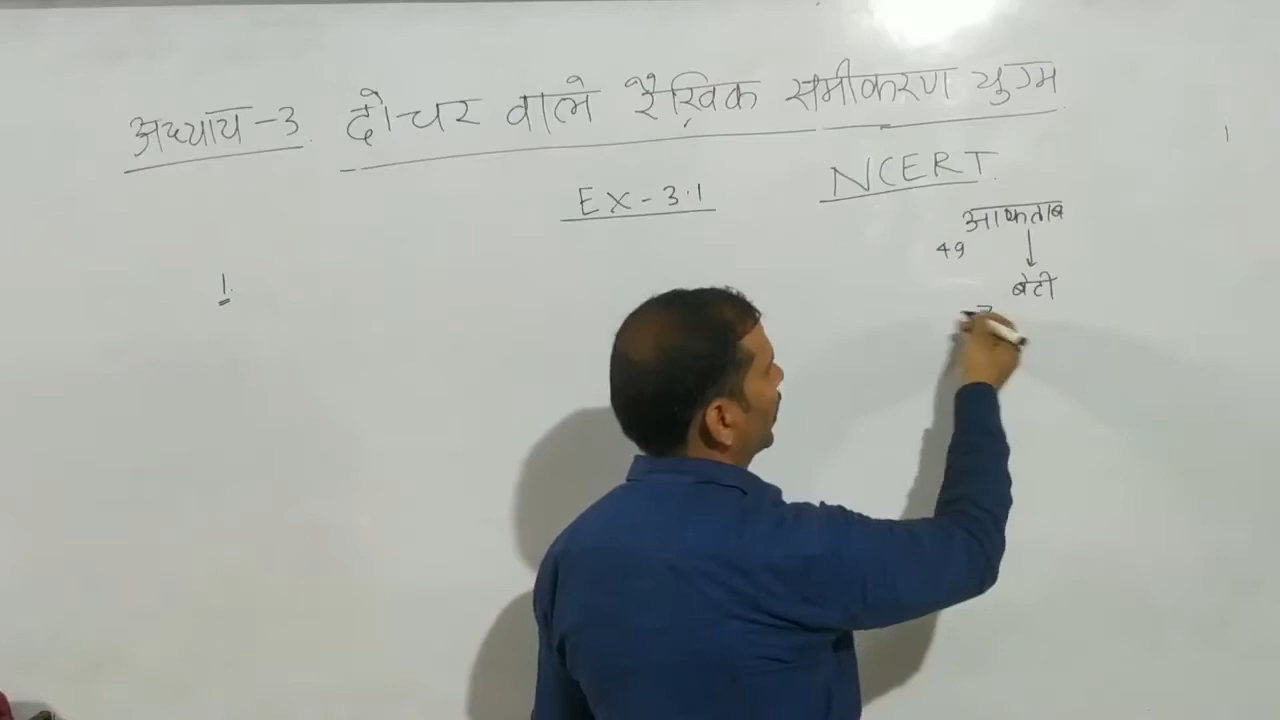 अध्याय-3 दो चर वाले रैखिक समीकरण युग्म
NCERT
EX-3.1
आफताब
49
बेटी
1.